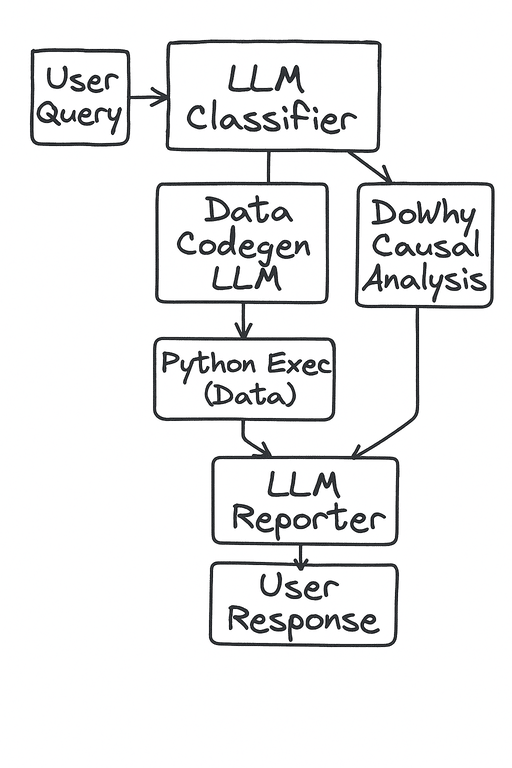 User
Query
LLM
Classifier
Data
Codegen
LLM
DoWhy
Causal
Analysis
Python Exec
(Data)
LLM
Reporter
User
Response